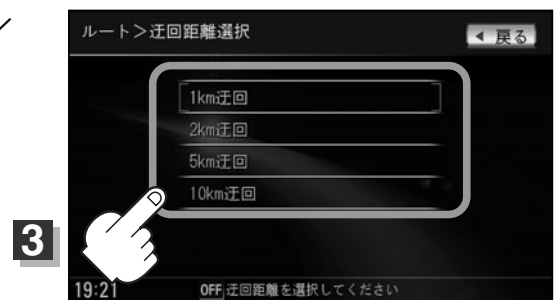 ルート＞迂回距離選択
◀ 戻る
1km迂回
2km迂回
5km迂回
10km迂回
3
19:21
OFF 迂回距離を選択してください